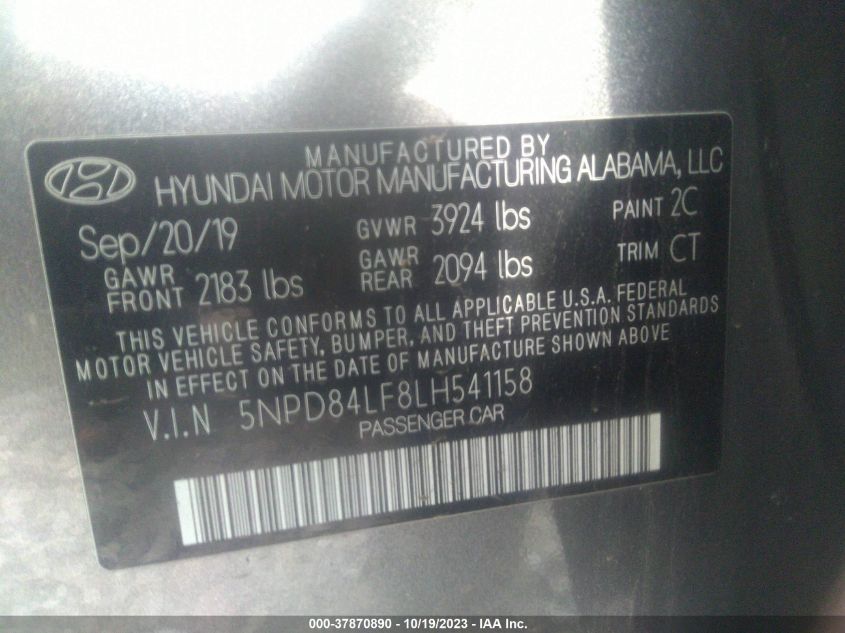 MANUFACTURED BY
HYUNDAI MOTOR MANUFACTURING ALABAMA, LLC
Sep/20/19 GVWR 3924 lbs PAINT 2C
GAWR FRONT 2183 lbs GAWR REAR 2094 lbs TRIM CT
THIS VEHICLE CONFORMS TO ALL APPLICABLE U.S.A. FEDERAL
MOTOR VEHICLE SAFETY, BUMPER, AND THEFT PREVENTION STANDARDS
IN EFFECT ON THE DATE OF MANUFACTURE SHOWN ABOVE
V.I.N 5NPD84LF8LH541158
PASSENGER CAR
000-37870890 - 10/19/2023 - IAA Inc.